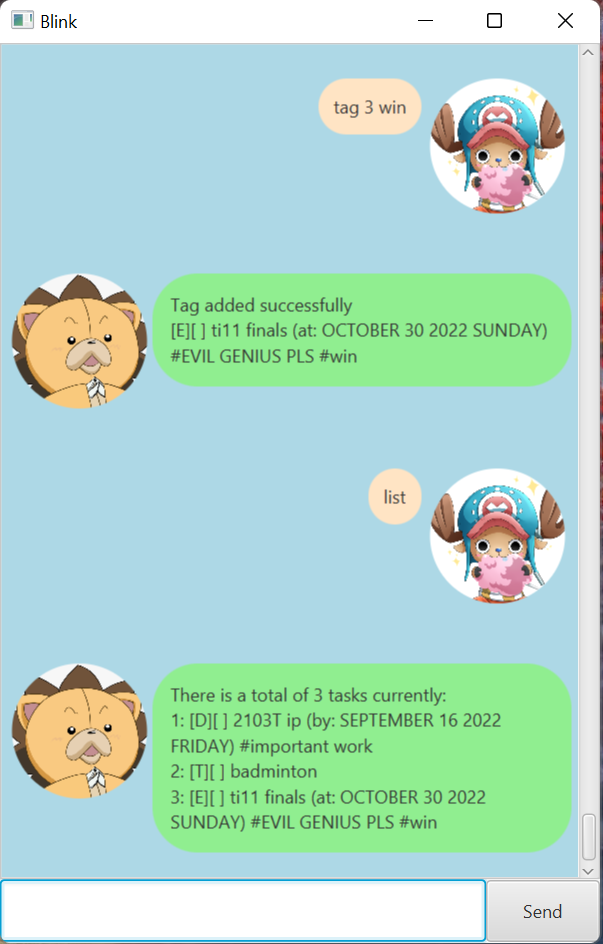 Blink
tag 3 win
Tag added successfully
[E][ ] ti11 finals (at: OCTOBER 30 2022 SUNDAY)
#EVIL GENIUS PLS #win
list
There is a total of 3 tasks currently:
1: [D][ ] 2103T ip (by: SEPTEMBER 16 2022
FRIDAY) #important work
2: [T][ ] badminton
3: [E][ ] ti11 finals (at: OCTOBER 30 2022
SUNDAY) #EVIL GENIUS PLS #win
Send